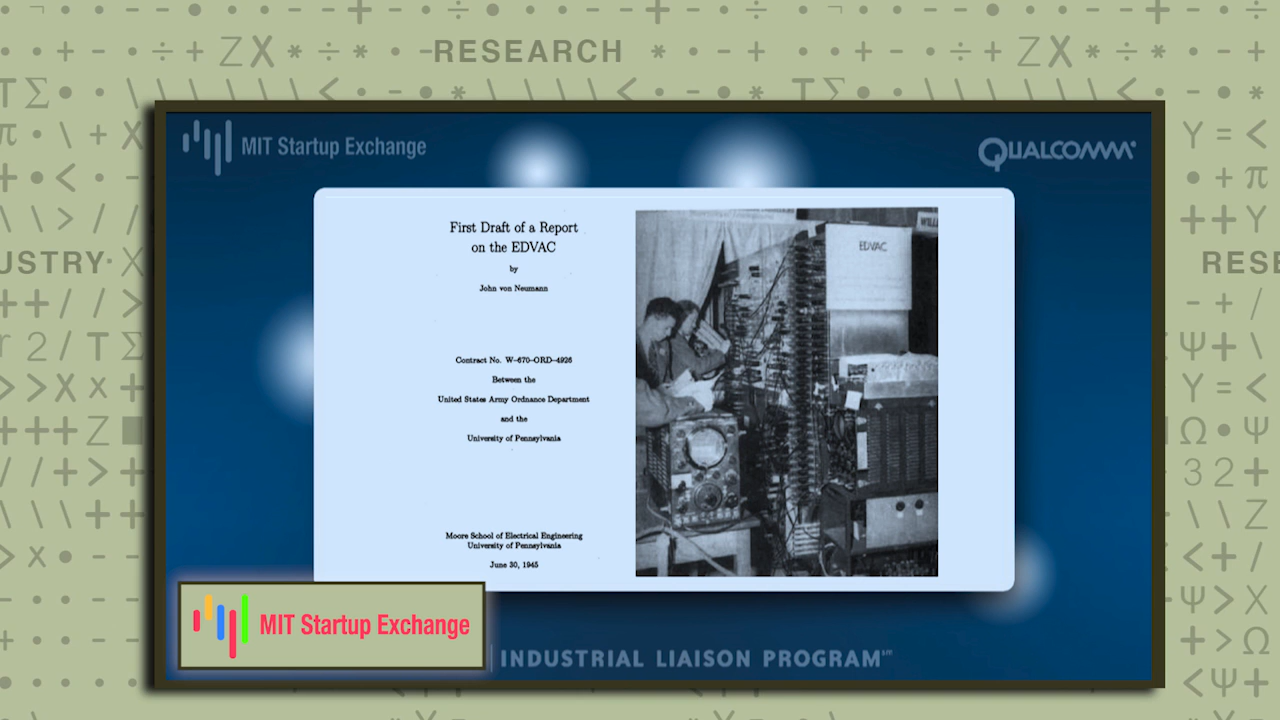 RESEARCH
USTRY
RESE
MIT Startup Exchange
QUALCOMM
First Draft of a Report
on the EDVAC
by
John von Neumann
Contract No. W-670-ORD-4926
Between the
United States Army Ordnance Department
and the
University of Pennsylvania
Moore School of Electrical Engineering
University of Pennsylvania
June 30, 1945
EDVAC
MIT Startup Exchange
INDUSTRIAL LIAISON PROGRAM℠